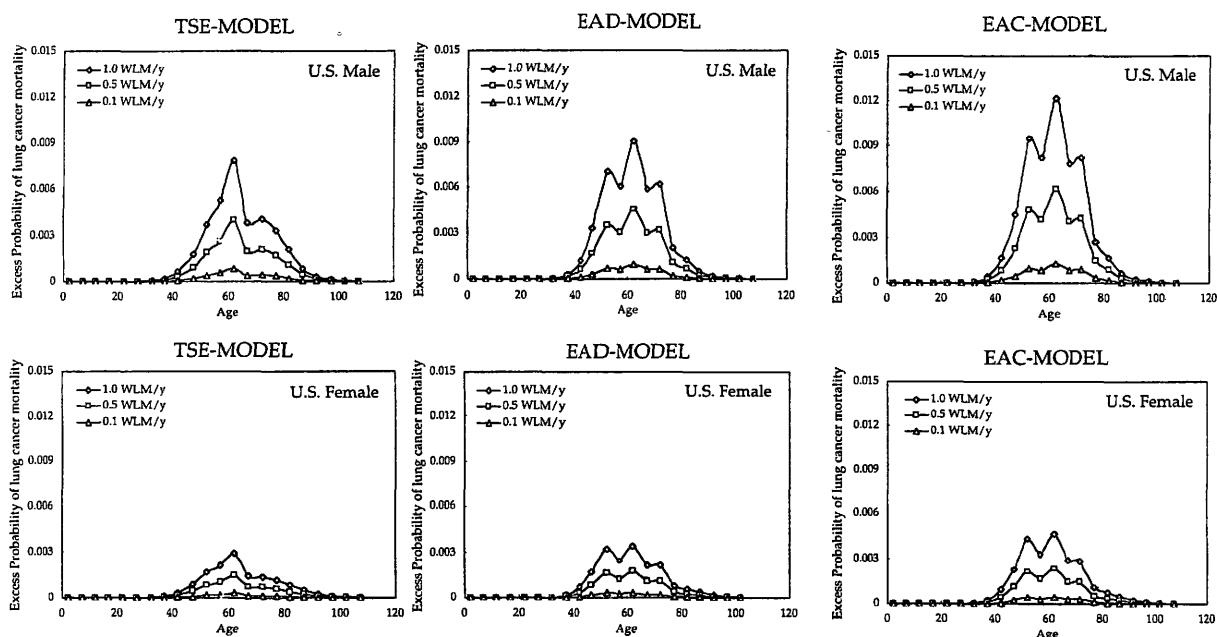 TSE-MODEL
Excess Probability of lung cancer mortality
0.015
0.012
0.009
0.006
0.003
0
1.0 WLM/y
0.5 WLM/y
0.1 WLM/y
U.S. Male
0 20 40 60 80 100 120
Age
EAD-MODEL
Excess Probability of lung cancer mortality
0.015
0.012
0.009
0.006
0.003
0
1.0 WLM/y
0.5 WLM/y
0.1 WLM/y
U.S. Male
0 20 40 60 80 100 120
Age
EAC-MODEL
Excess Probability of lung cancer mortality
0.015
0.012
0.009
0.006
0.003
0
1.0 WLM/y
0.5 WLM/y
0.1 WLM/y
U.S. Male
0 20 40 60 80 100 120
Age
TSE-MODEL
Excess Probability of lung cancer mortality
0.015
0.012
0.009
0.006
0.003
0
1.0 WLM/y
0.5 WLM/y
0.1 WLM/y
U.S. Female
0 20 40 60 80 100 120
Age
EAD-MODEL
Excess Probability of lung cancer mortality
0.015
0.012
0.009
0.006
0.003
0
1.0 WLM/y
0.5 WLM/y
0.1 WLM/y
U.S. Female
0 20 40 60 80 100 120
Age
EAC-MODEL
Excess Probability of lung cancer mortality
0.015
0.012
0.009
0.006
0.003
0
1.0 WLM/y
0.5 WLM/y
0.1 WLM/y
U.S. Female
0 20 40 60 80 100 120
Age